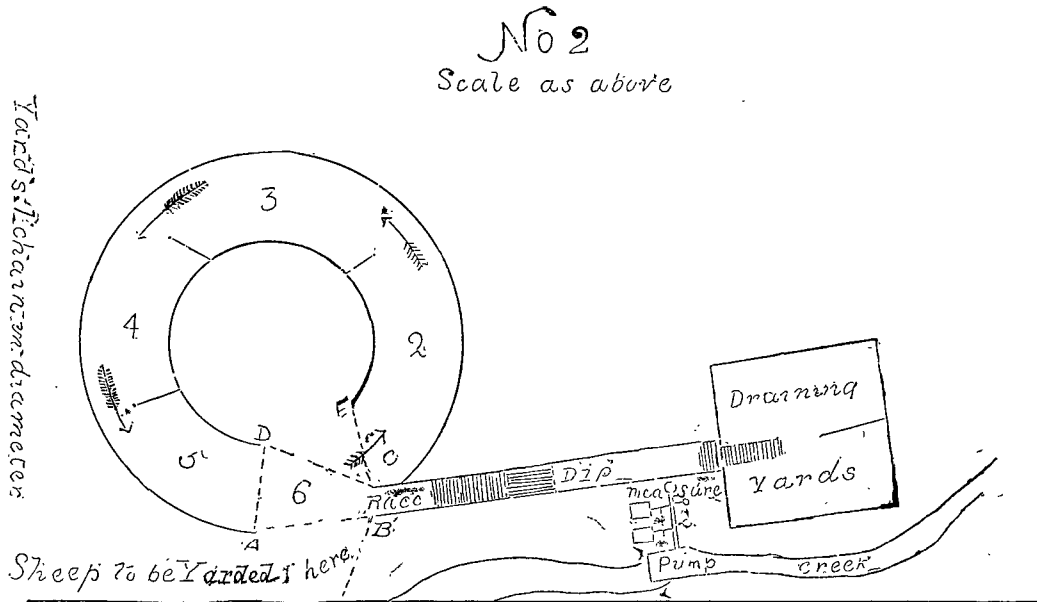 No 2
Scale as above
Yards 1 chain in diameter
3
4
2
E
D
5
6
C
Race
B
A
Dip
Draining
Yards
measure
Pump
creek
Sheep to be Yarded here